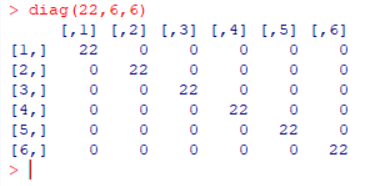 > diag(22,6,6)
     [,1] [,2] [,3] [,4] [,5] [,6]
[1,]   22    0    0    0    0    0
[2,]    0   22    0    0    0    0
[3,]    0    0   22    0    0    0
[4,]    0    0    0   22    0    0
[5,]    0    0    0    0   22    0
[6,]    0    0    0    0    0   22
>